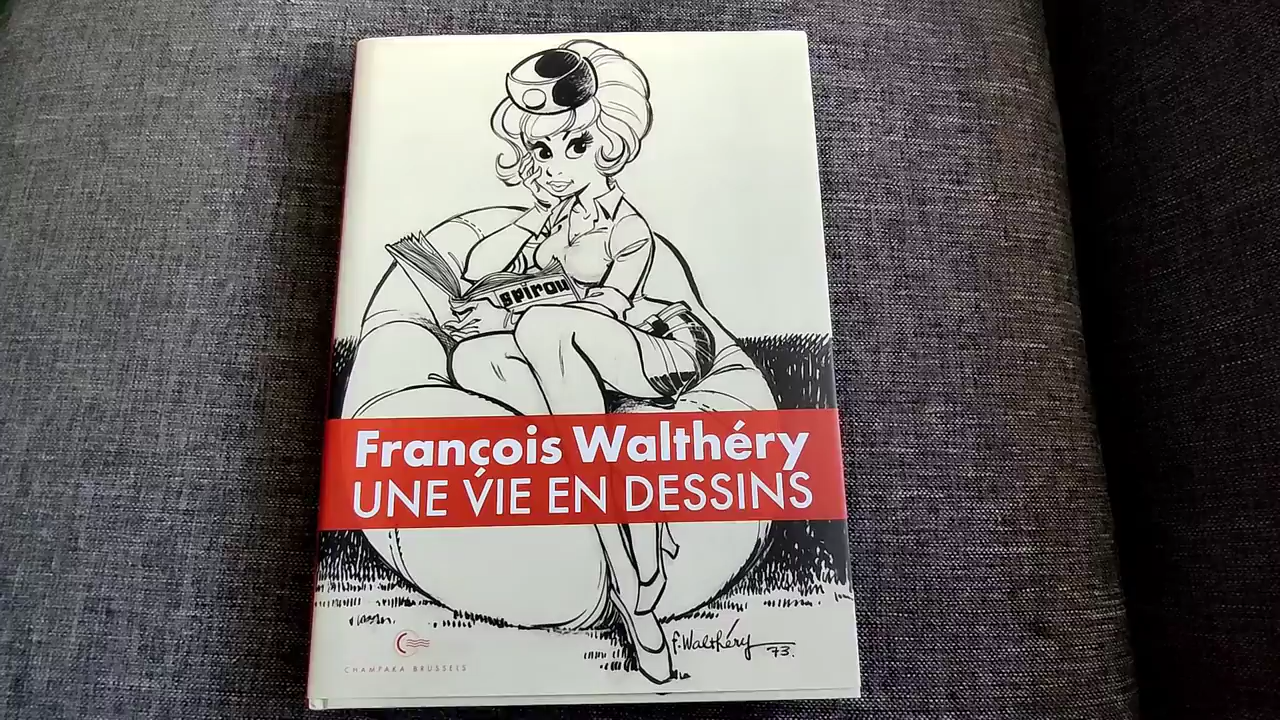 spirou
François Walthéry
UNE VIE EN DESSINS
F. Walthéry 73.
CHAMPAKA BRUSSELS